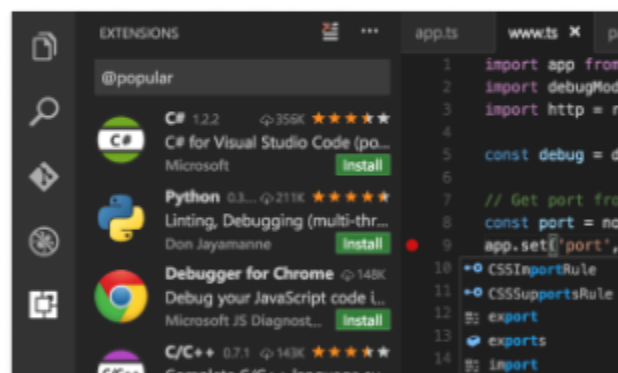 EXTENSIONS
@popular
C# 1.2.2 356K
C# for Visual Studio Code (po...
Microsoft Install
Python 0.3... 211K
Linting, Debugging (multi-thr...
Don Jayamanne Install
Debugger for Chrome 148K
Debug your JavaScript code i...
Microsoft JS Diagnost... Install
C/C++ 0.7.1 143K
C#
app.ts www.ts ×
1 import app from
2 import debugMod
3 import http = r
4
5 const debug = d
6
7 // Get port fro
8 const port = no
9 app.set('port',
10 CSSImportRule
11 CSSSupportsRule
12 export
13 exports
14 import